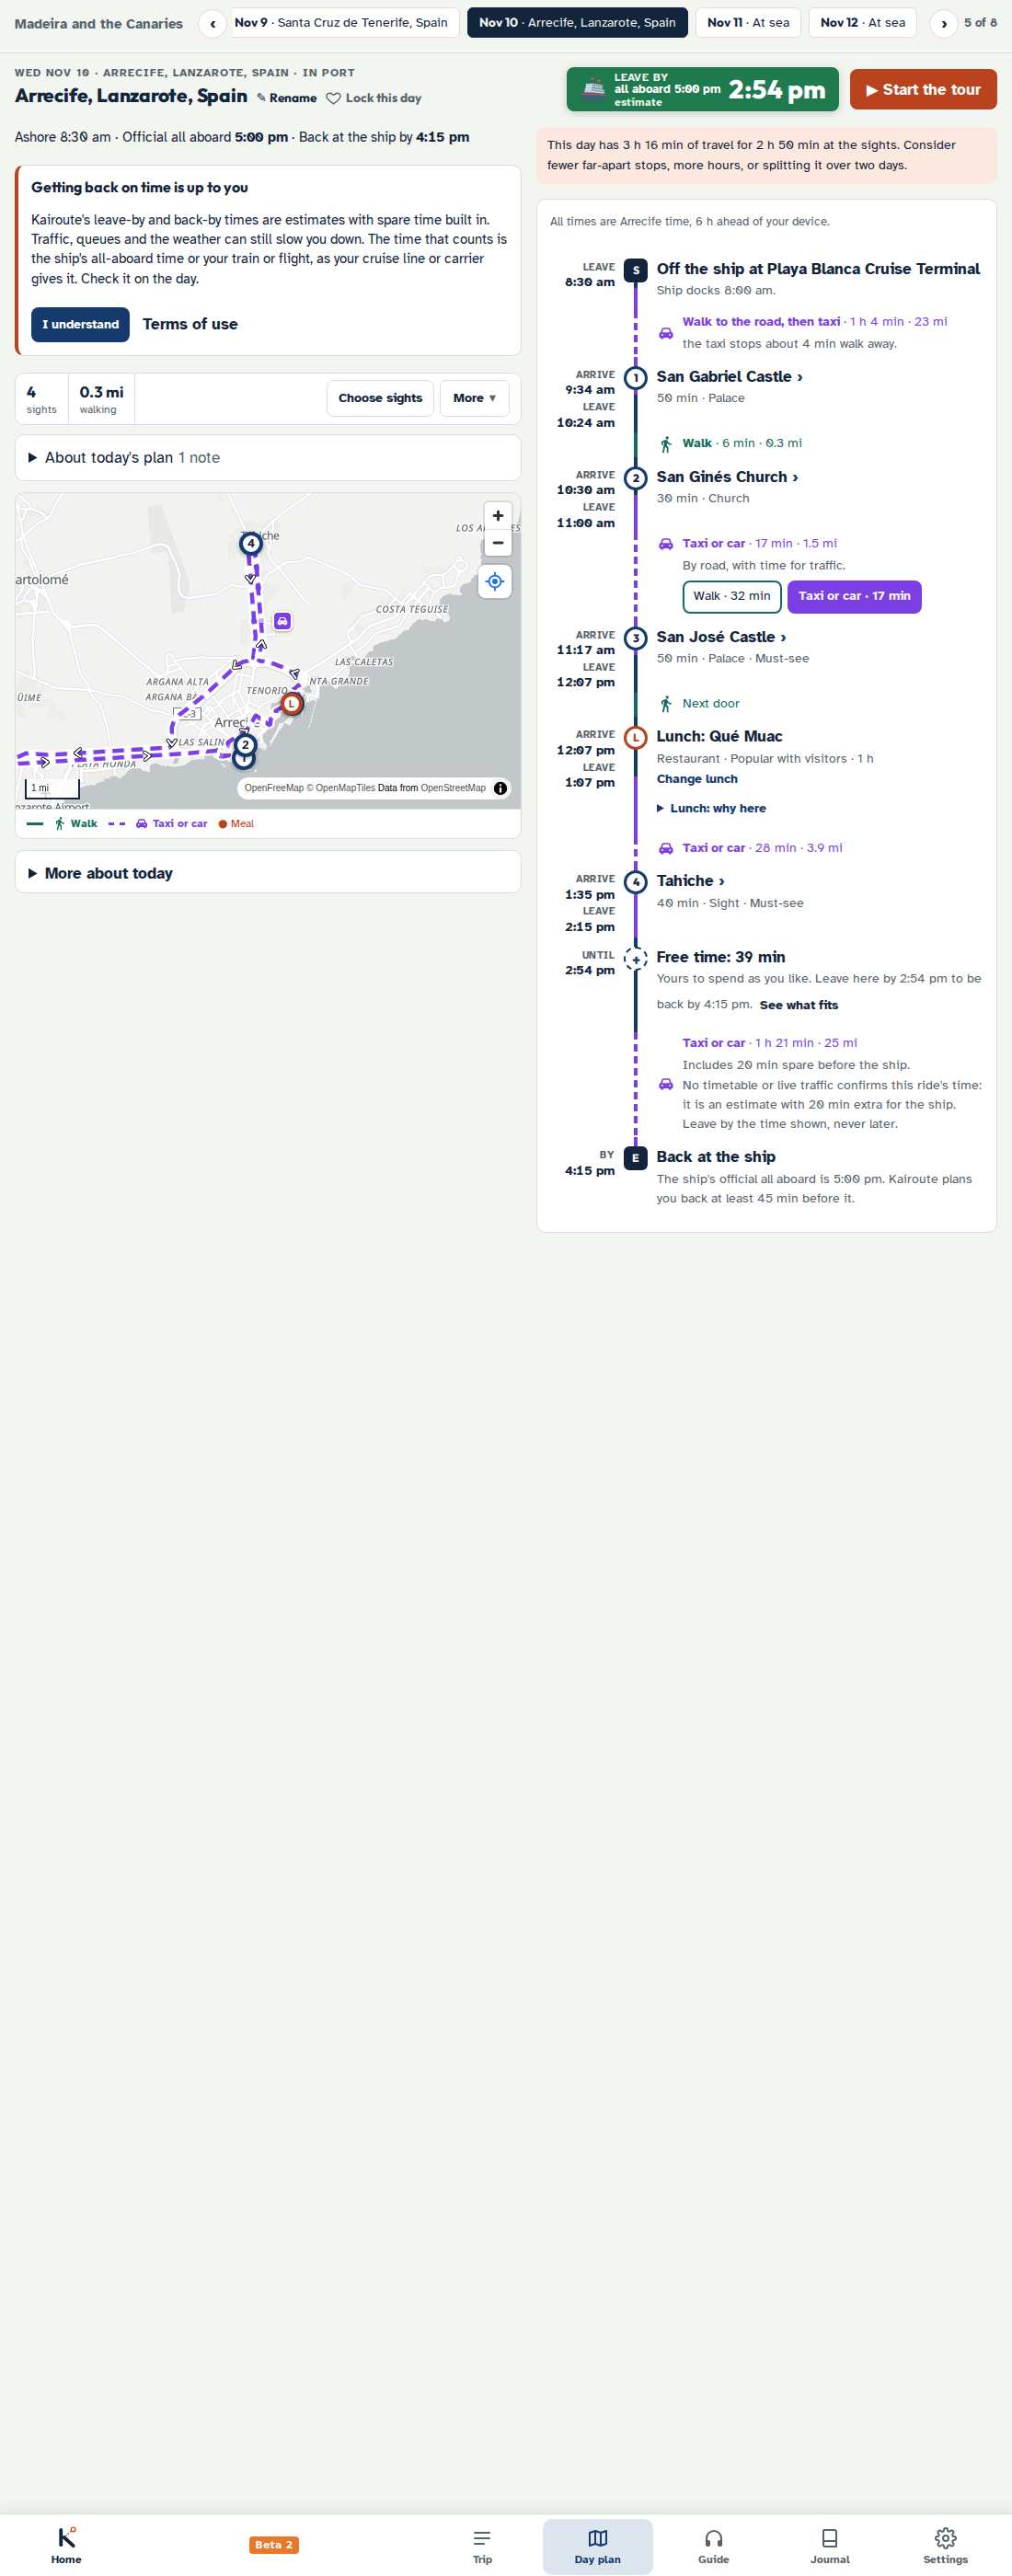 Madeira and the Canaries
‹
Nov 9 · Santa Cruz de Tenerife, Spain
Nov 10 · Arrecife, Lanzarote, Spain
Nov 11 · At sea
Nov 12 · At sea
›
5 of 8
WED NOV 10 · ARRECIFE, LANZAROTE, SPAIN · IN PORT
Arrecife, Lanzarote, Spain
✎ Rename
Lock this day
LEAVE BY
all aboard 5:00 pm
estimate
2:54 pm
▶ Start the tour
Ashore 8:30 am · Official all aboard 5:00 pm · Back at the ship by 4:15 pm
Getting back on time is up to you
Kairoute's leave-by and back-by times are estimates with spare time built in.
Traffic, queues and the weather can still slow you down. The time that counts is
the ship's all-aboard time or your train or flight, as your cruise line or carrier
gives it. Check it on the day.
I understand
Terms of use
4
sights
0.3 mi
walking
Choose sights
More ▼
▶ About today's plan 1 note
artolomé
COSTA TEGUISE
LAS CALETAS
NTA GRANDE
TENORIO
ARGANA ALTA
ARGANA BA
ÜIME
LAS SALIN
4
L
2
+
−
1 mi
OpenFreeMap © OpenMapTiles Data from OpenStreetMap
Walk
Taxi or car
Meal
▶ More about today
This day has 3 h 16 min of travel for 2 h 50 min at the sights. Consider
fewer far-apart stops, more hours, or splitting it over two days.
All times are Arrecife time, 6 h ahead of your device.
LEAVE
8:30 am
S
Off the ship at Playa Blanca Cruise Terminal
Ship docks 8:00 am.
Walk to the road, then taxi · 1 h 4 min · 23 mi
the taxi stops about 4 min walk away.
ARRIVE
9:34 am
LEAVE
10:24 am
1
San Gabriel Castle ›
50 min · Palace
Walk · 6 min · 0.3 mi
ARRIVE
10:30 am
LEAVE
11:00 am
2
San Ginés Church ›
30 min · Church
Taxi or car · 17 min · 1.5 mi
By road, with time for traffic.
Walk · 32 min
Taxi or car · 17 min
ARRIVE
11:17 am
LEAVE
12:07 pm
3
San José Castle ›
50 min · Palace · Must-see
Next door
ARRIVE
12:07 pm
LEAVE
1:07 pm
L
Lunch: Qué Muac
Restaurant · Popular with visitors · 1 h
Change lunch
▶ Lunch: why here
Taxi or car · 28 min · 3.9 mi
ARRIVE
1:35 pm
LEAVE
2:15 pm
4
Tahiche ›
40 min · Sight · Must-see
UNTIL
2:54 pm
+
Free time: 39 min
Yours to spend as you like. Leave here by 2:54 pm to be
back by 4:15 pm. See what fits
Taxi or car · 1 h 21 min · 25 mi
Includes 20 min spare before the ship.
No timetable or live traffic confirms this ride's time:
it is an estimate with 20 min extra for the ship.
Leave by the time shown, never later.
BY
4:15 pm
E
Back at the ship
The ship's official all aboard is 5:00 pm. Kairoute plans
you back at least 45 min before it.
Home
Beta 2
Trip
Day plan
Guide
Journal
Settings